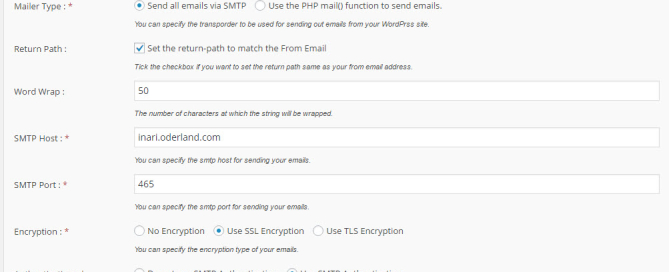 Mailer Type : * Send all emails via SMTP Use the PHP mail() function to send emails.
You can specify the transporder to be used for sending out emails from your WordPrss site.
Return Path : Set the return-path to match the From Email
Tick the checkbox if you want to set the return path same as your from email address.
Word Wrap : 50
The number of characters at which the string will be wrapped.
SMTP Host : * inari.oderland.com
You can specify the smtp host for sending your emails.
SMTP Port : * 465
You can specify the smtp port for sending your emails.
Encryption : * No Encryption Use SSL Encryption Use TLS Encryption
You can specify the encryption type of your emails.